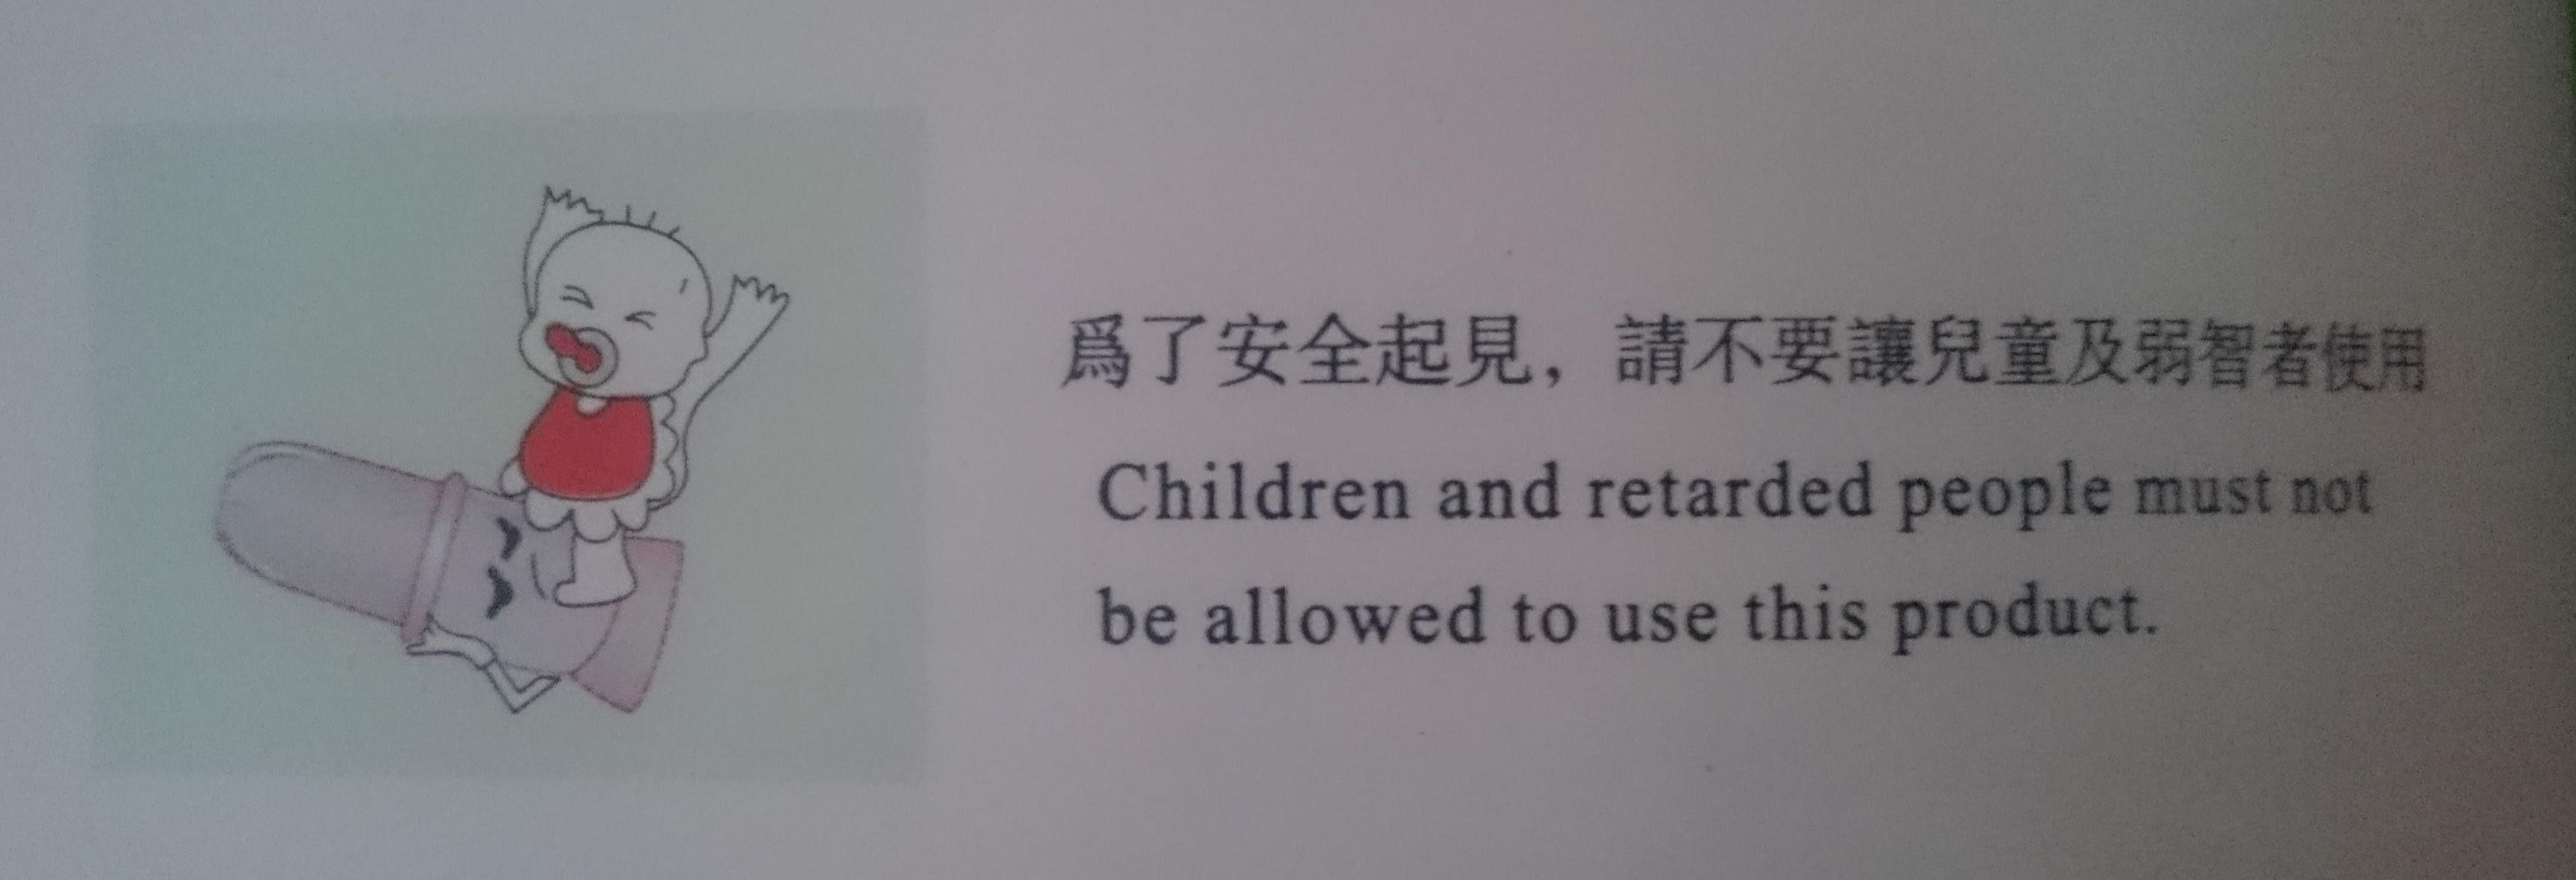 爲了安全起見，請不要讓兒童及弱智者使用
Children and retarded people must not
be allowed to use this product.